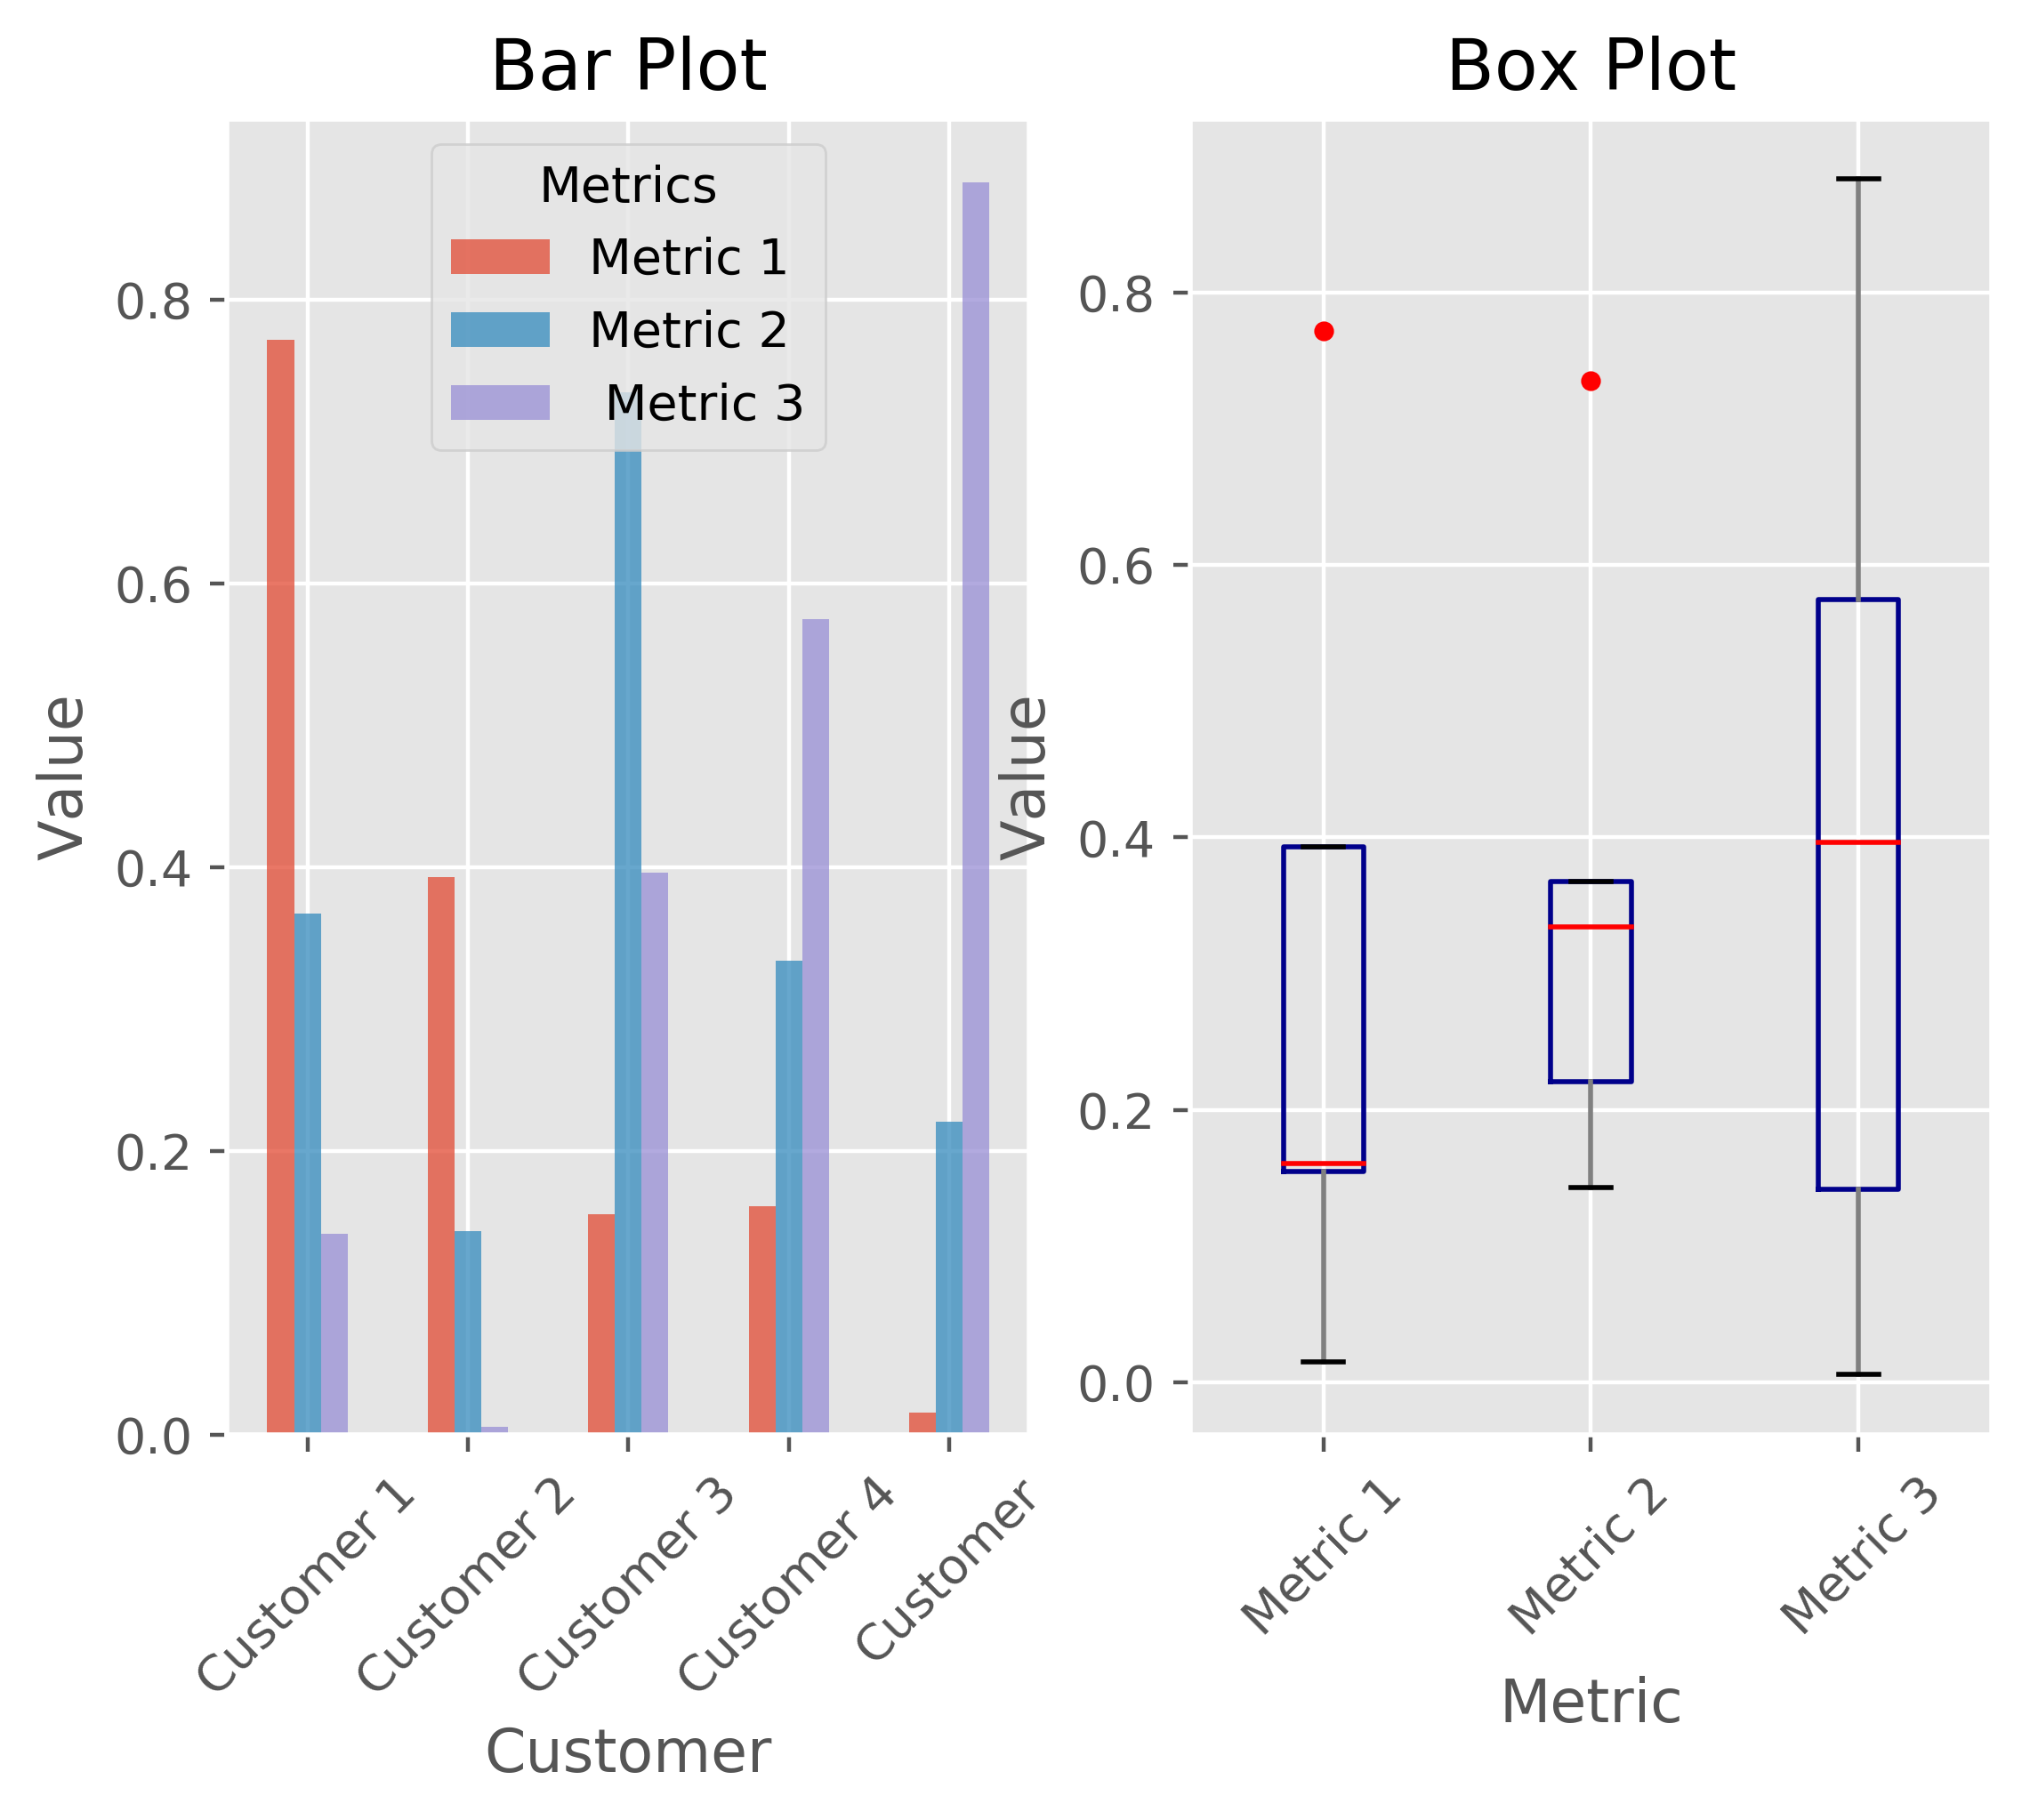 Bar Plot
Metrics
Metric 1
Metric 2
Metric 3
Value
0.8
0.6
0.4
0.2
0.0
Customer 1
Customer 2
Customer 3
Customer 4
Customer
Customer
Box Plot
Value
0.8
0.6
0.4
0.2
0.0
Metric 1
Metric 2
Metric 3
Metric